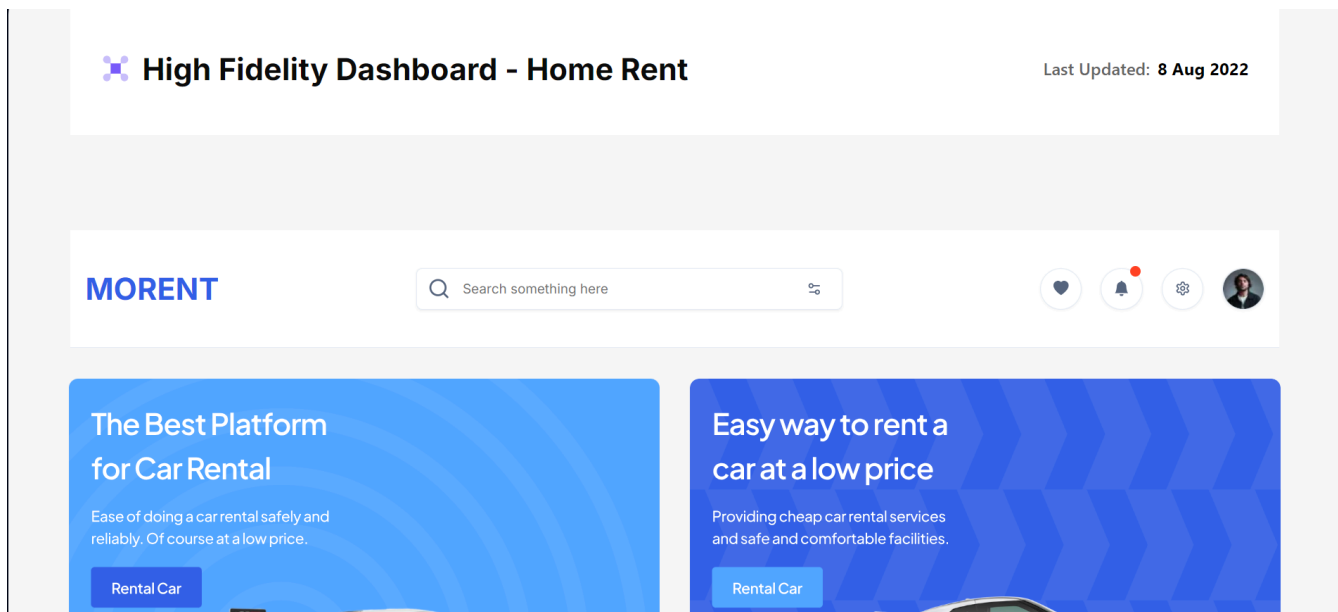 High Fidelity Dashboard - Home Rent
Last Updated: 8 Aug 2022
MORENT
Search something here
The Best Platform
for Car Rental
Ease of doing a car rental safely and
reliably. Of course at a low price.
Rental Car
Easy way to rent a
car at a low price
Providing cheap car rental services
and safe and comfortable facilities.
Rental Car